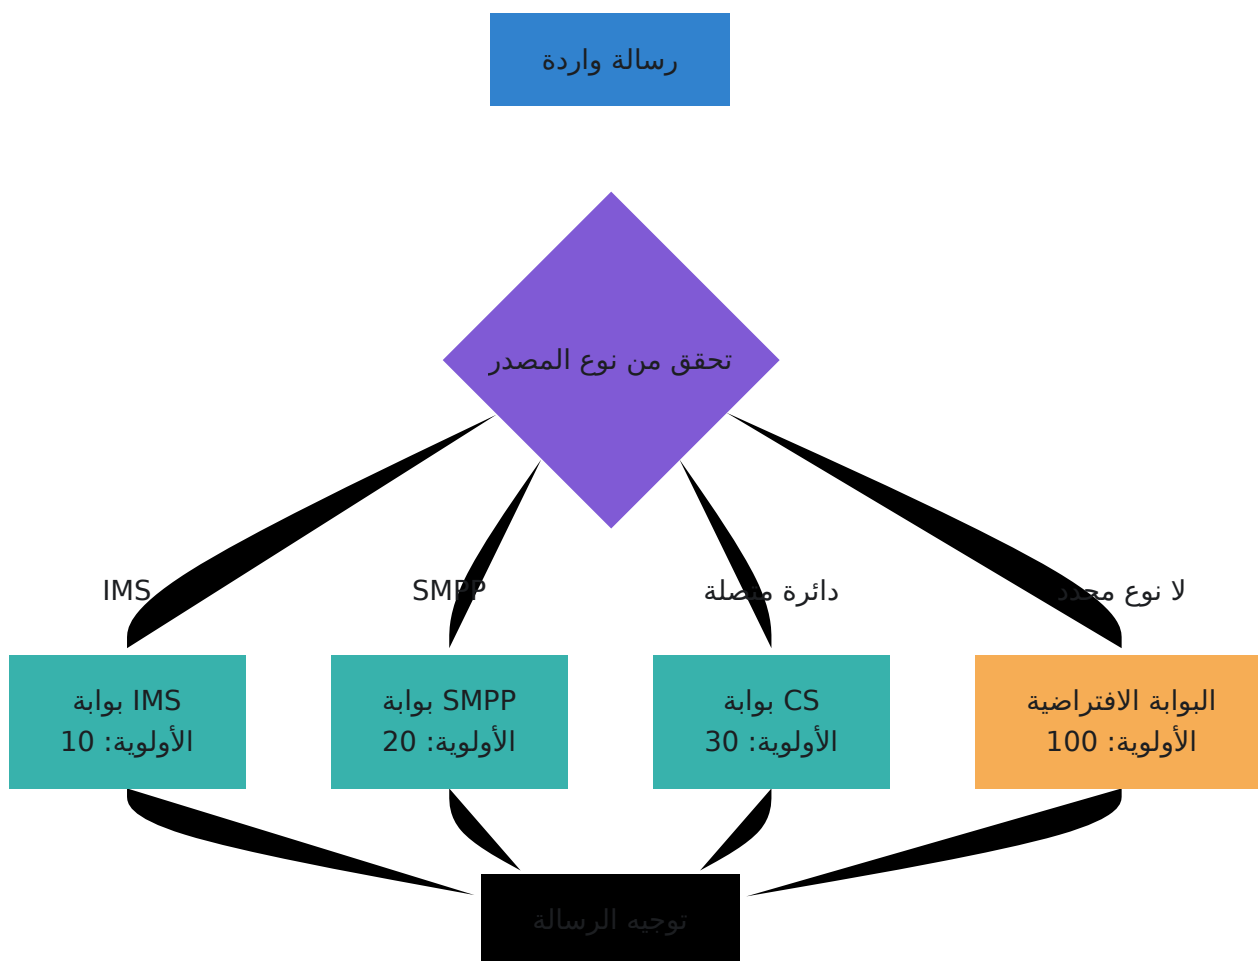 رسالة واردة
تحقق من نوع المصدر
IMS
SMPP
دائرة متصلة
لا نوع محدد
بوابة IMS
الأولوية: 10
بوابة SMPP
الأولوية: 20
بوابة CS
الأولوية: 30
البوابة الافتراضية
الأولوية: 100
توجيه الرسالة